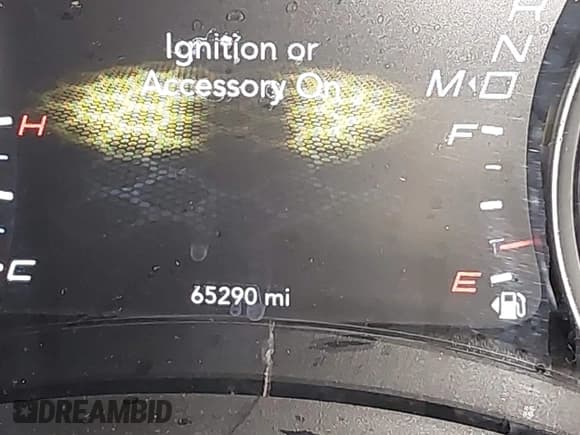 Ignition or
Accessory On
N
M
H
F
E
C
65290 mi
DREAMBID